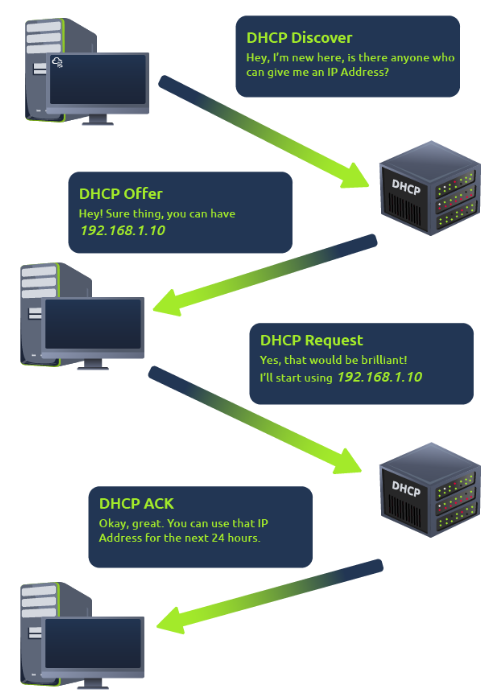 DHCP Discover
Hey, I'm new here, is there anyone who
can give me an IP Address?
DHCP
DHCP Offer
Hey! Sure thing, you can have
192.168.1.10
DHCP Request
Yes, that would be brilliant!
I'll start using 192.168.1.10
DHCP
DHCP ACK
Okay, great. You can use that IP
Address for the next 24 hours.